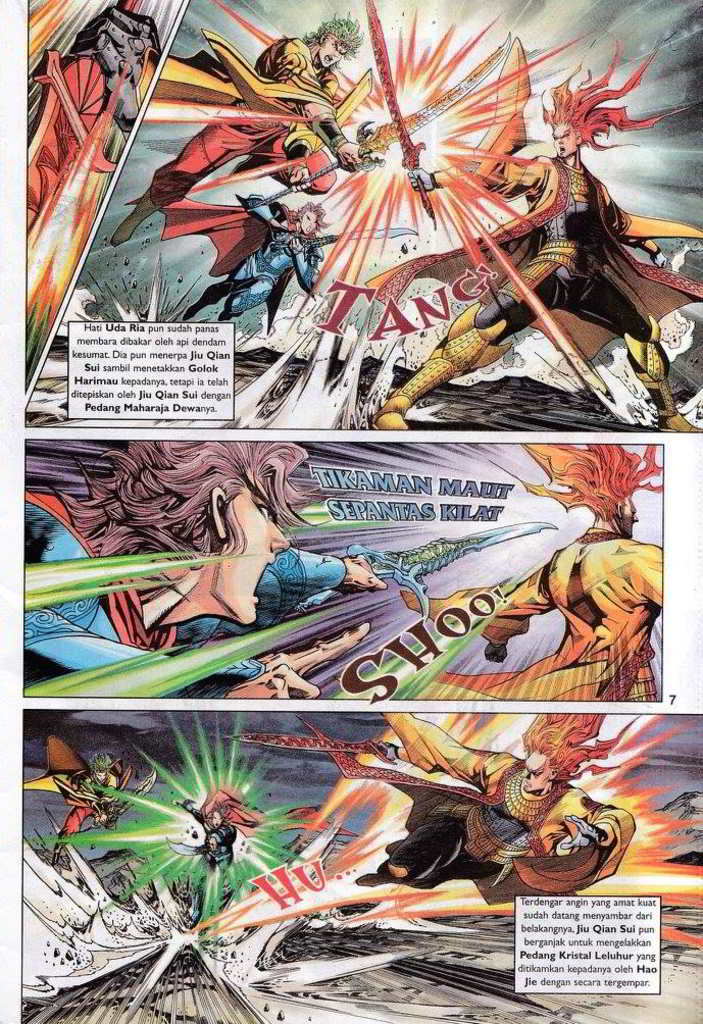 TANG!
Hati Uda Ria pun sudah panas
membara dibakar oleh api dendam
kesumat. Dia pun menerpa Jiu Qian
Sui sambil menetakkan Golok
Harimau kepadanya, tetapi ia telah
ditepiskan oleh Jiu Qian Sui dengan
Pedang Maharaja Dewanya.
TIKAMAN MAUT
SEPANTAS KILAT
SHOO!
7
HU...
Terdengar angin yang amat kuat
sudah datang menyambar dari
belakangnya, Jiu Qian Sui pun
berganjak untuk mengelakkan
Pedang Kristal Leluhur yang
ditikamkan kepadanya oleh Hao
Jie dengan secara tergempar.